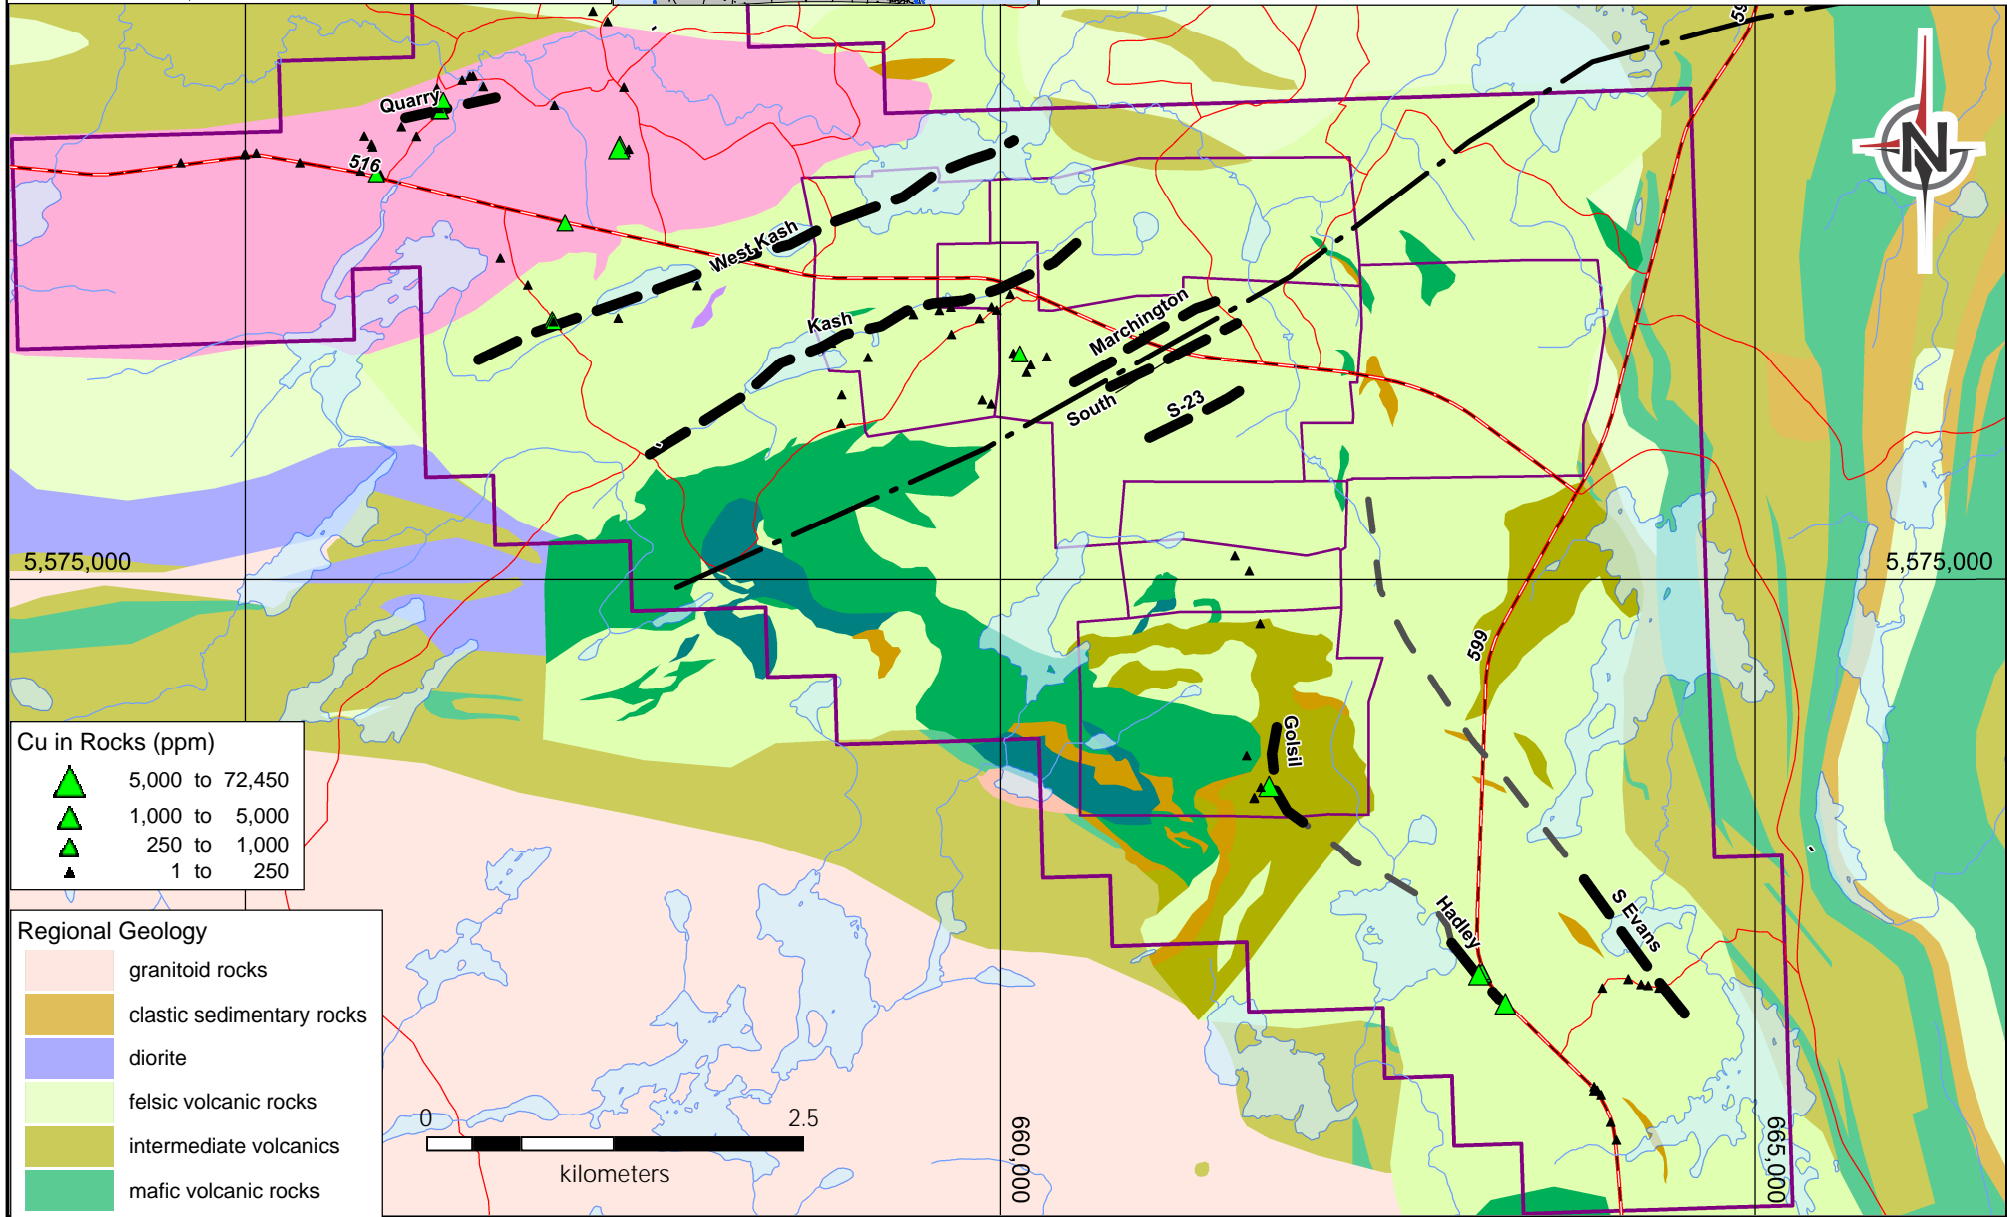 59
N
Quarry
516
West Kash
Kash
Marchington
South
S-23
5,575,000
5,575,000
599
Golsil
Hadley
S Evans
Cu in Rocks (ppm)
5,000 to 72,450
1,000 to 5,000
250 to 1,000
1 to 250
Regional Geology
granitoid rocks
clastic sedimentary rocks
diorite
felsic volcanic rocks
intermediate volcanics
mafic volcanic rocks
0 2.5
kilometers
660,000
665,000